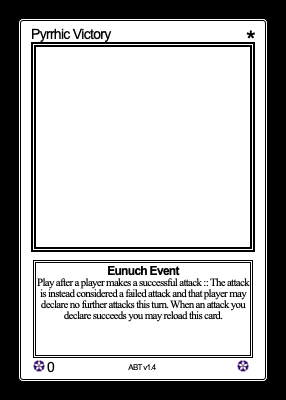 Pyrrhic Victory *
Eunuch Event
Play after a player makes a successful attack :: The attack
is instead considered a failed attack and that player may
declare no further attacks this turn. When an attack you
declare succeeds you may reload this card.
0 ABT v1.4